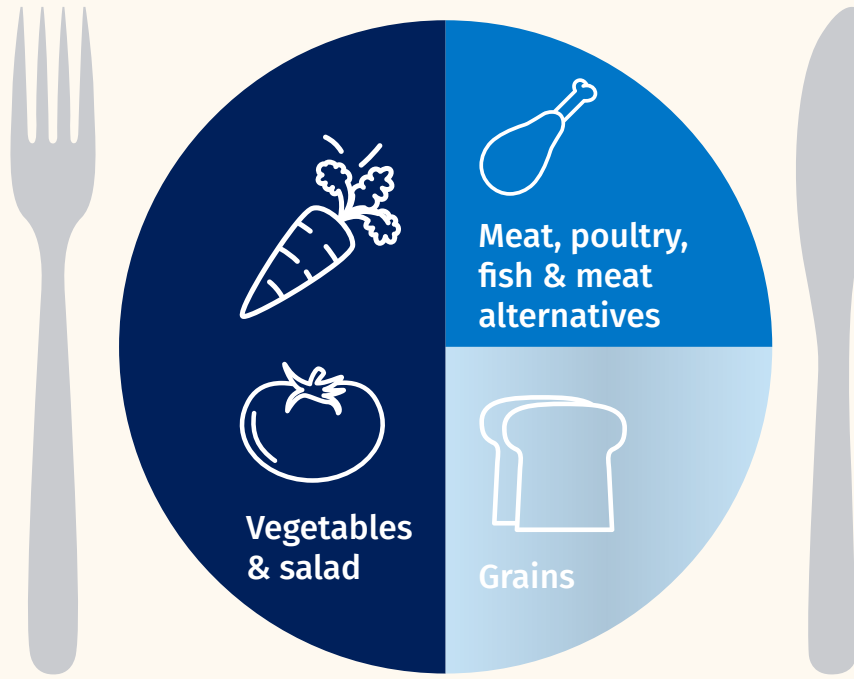 Meat, poultry,
fish & meat
alternatives
Vegetables
& salad
Grains